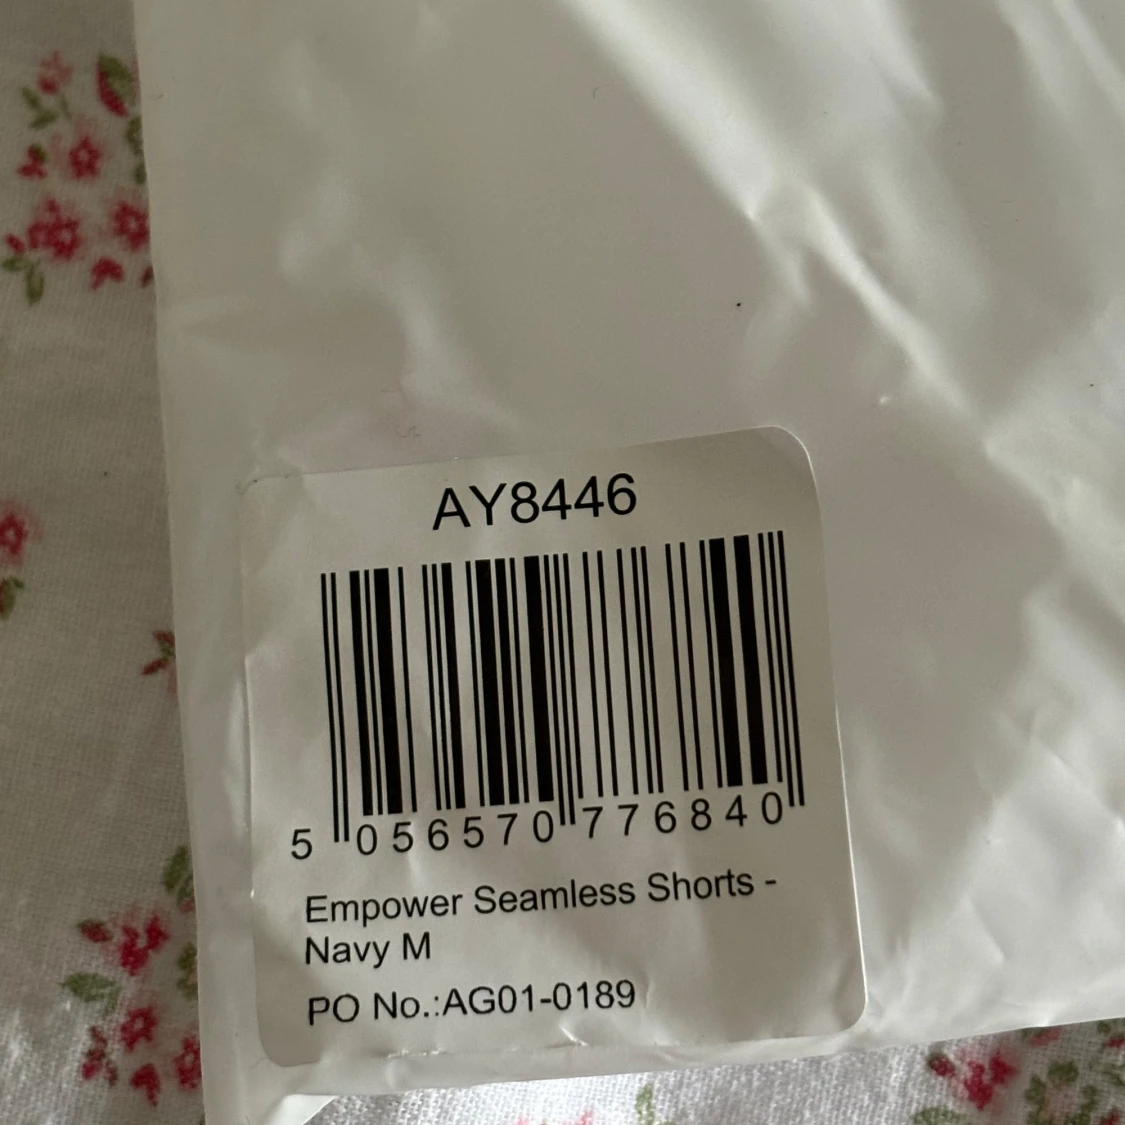 AY8446
5 056570 776840
Empower Seamless Shorts -
Navy M
PO No.:AG01-0189